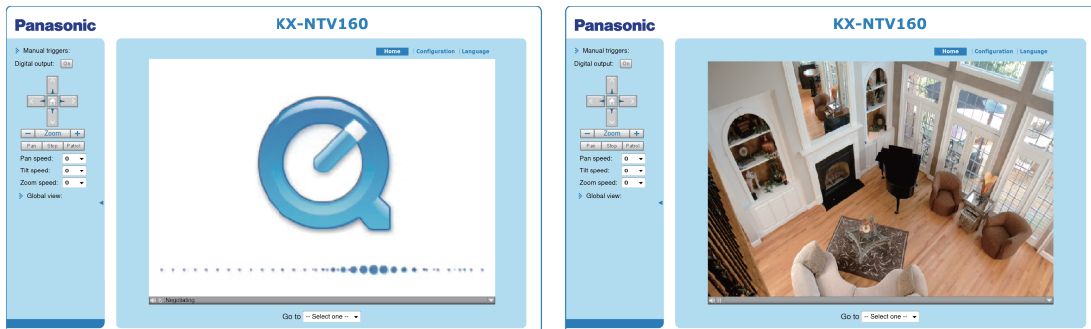 Panasonic
KX-NTV160
Manual triggers:
Digital output: On
Home | Configuration | Language
− Zoom +
Pan Stop Patrol
Pan speed: 0
Tilt speed: 0
Zoom speed: 0
Global view:
Negotiating
Go to -- Select one --
Panasonic
KX-NTV160
Manual triggers:
Digital output: On
Home | Configuration | Language
− Zoom +
Pan Stop Patrol
Pan speed: 0
Tilt speed: 0
Zoom speed: 0
Global view:
Go to -- Select one --